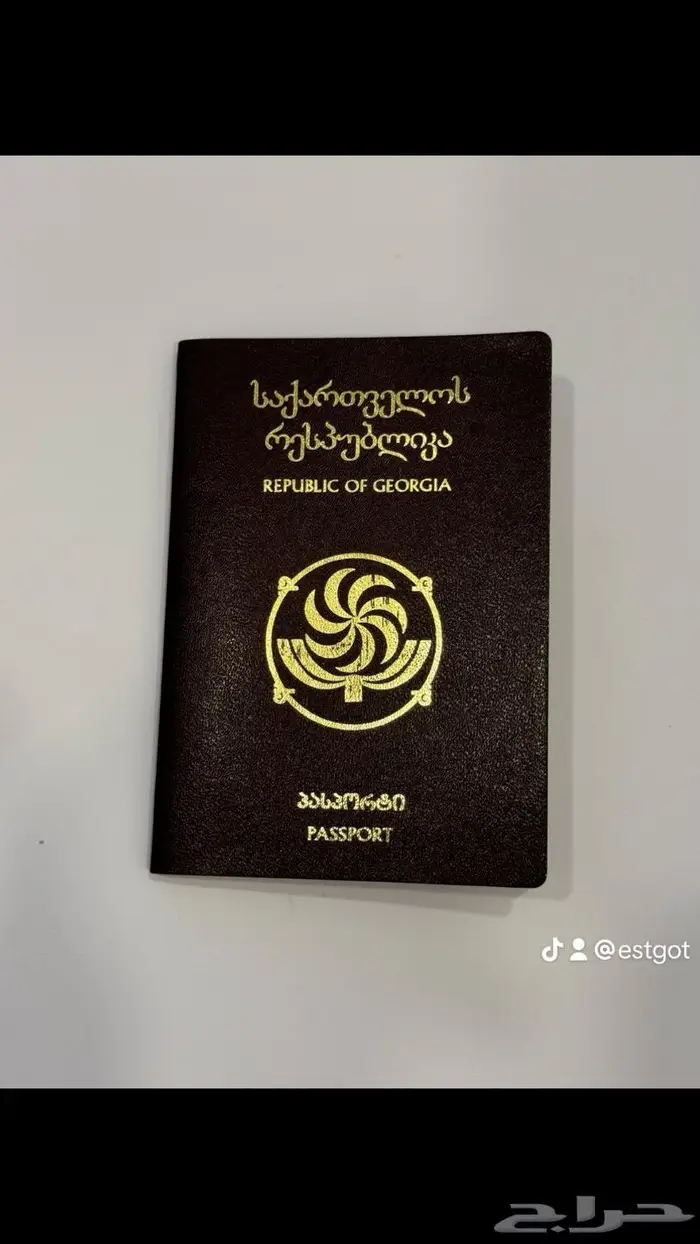 საქართველოს
რესპუბლიკა
REPUBLIC OF GEORGIA
პასპორტი
PASSPORT
@estgot
حراج